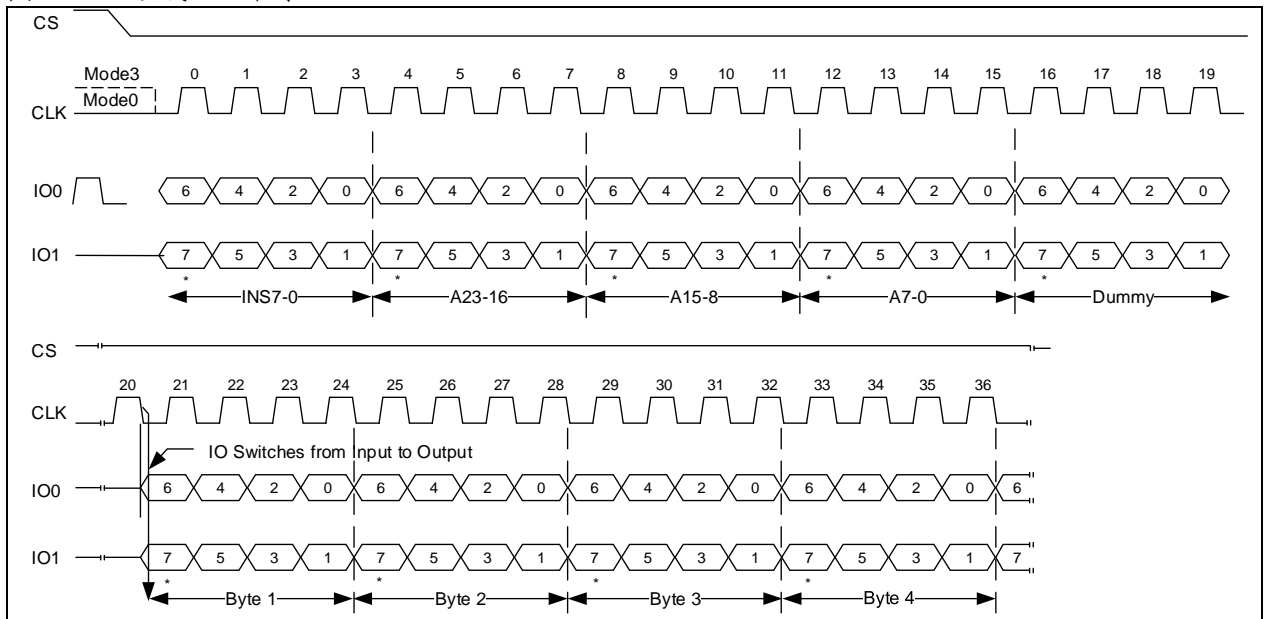 CS
Mode3 0 1 2 3 4 5 6 7 8 9 10 11 12 13 14 15 16 17 18 19
Mode0
CLK
IO0 6 4 2 0 6 4 2 0 6 4 2 0 6 4 2 0 6 4 2 0
IO1 7 5 3 1 7 5 3 1 7 5 3 1 7 5 3 1 7 5 3 1
* * * * *
INS7-0 A23-16 A15-8 A7-0 Dummy
CS
20 21 22 23 24 25 26 27 28 29 30 31 32 33 34 35 36
CLK
IO Switches from Input to Output
IO0 6 4 2 0 6 4 2 0 6 4 2 0 6 4 2 0 6
IO1 7 5 3 1 7 5 3 1 7 5 3 1 7 5 3 1 7
* * * *
Byte 1 Byte 2 Byte 3 Byte 4